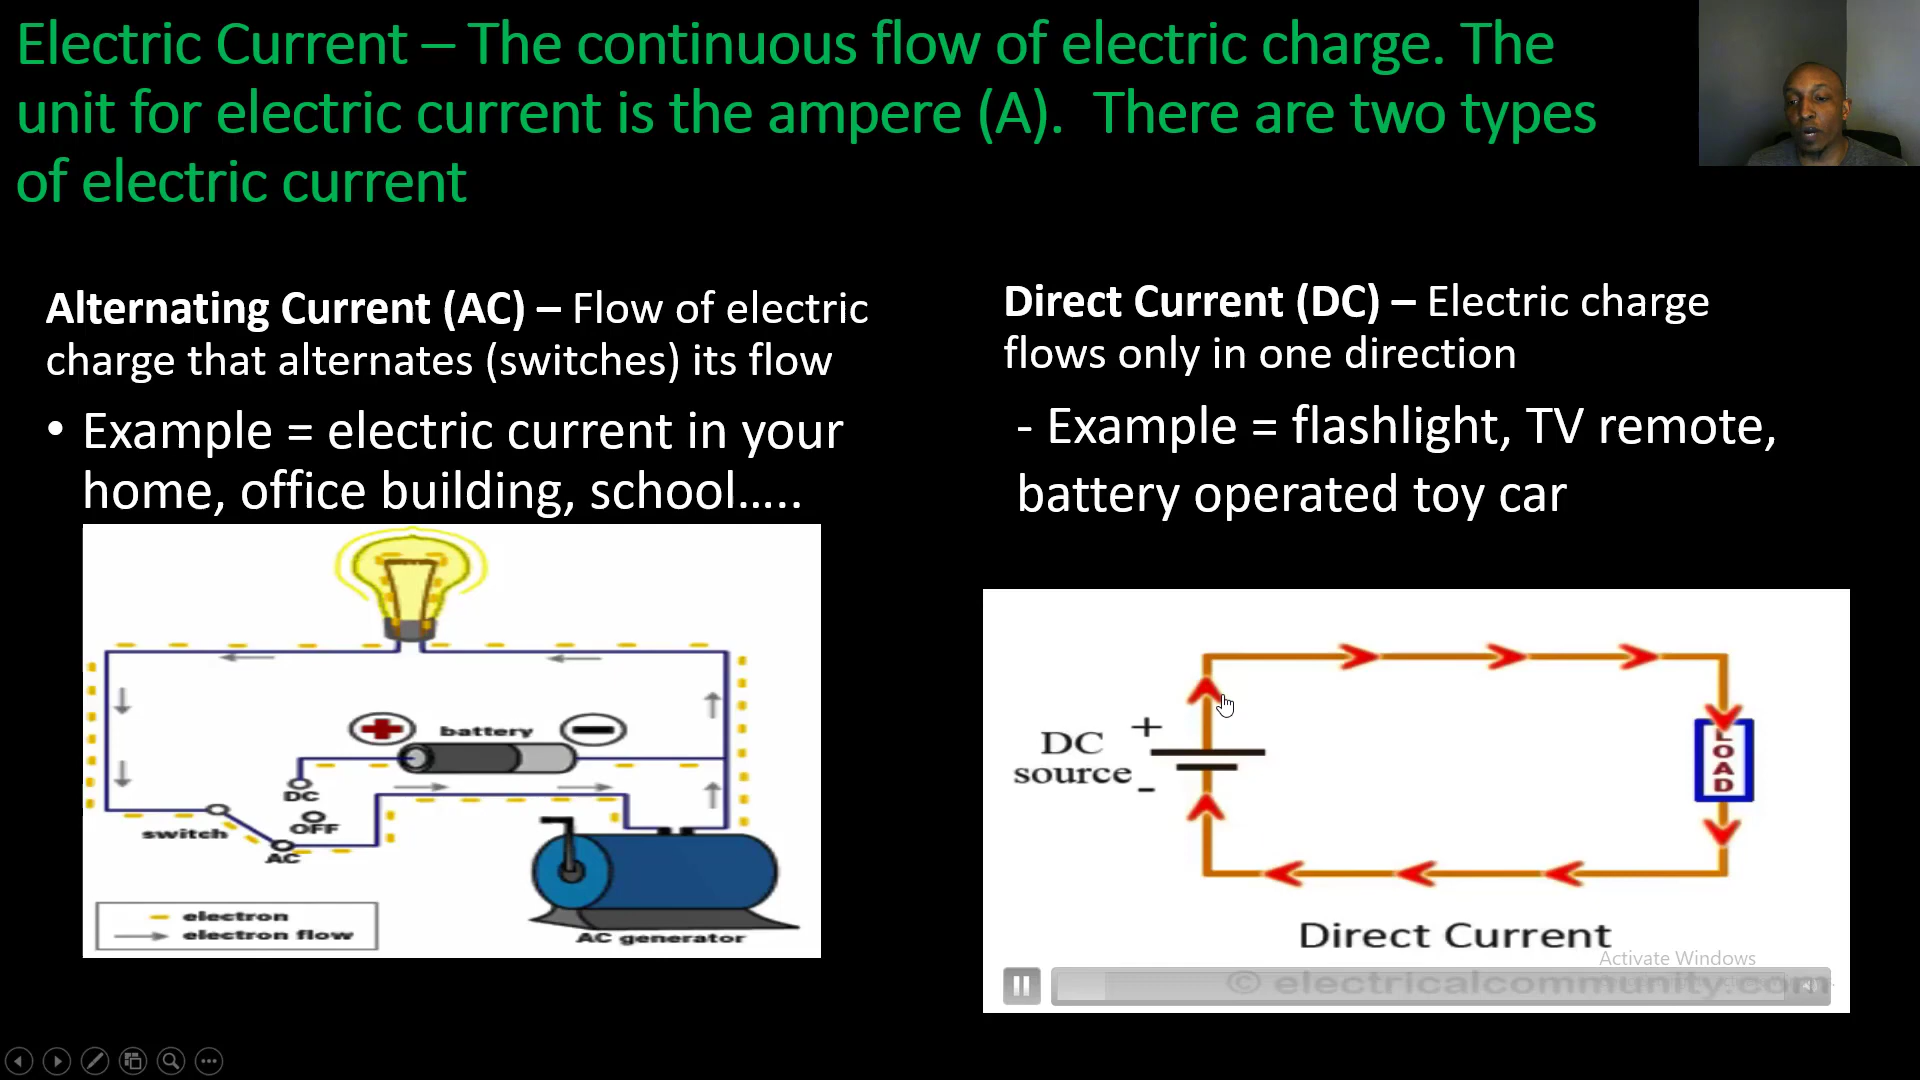 Electric Current – The continuous flow of electric charge. The
unit for electric current is the ampere (A).  There are two types
of electric current
Alternating Current (AC) – Flow of electric
charge that alternates (switches) its flow
• Example = electric current in your
home, office building, school…..
battery
DC
OFF
switch
AC
electron
electron flow
AC generator
Direct Current (DC) – Electric charge
flows only in one direction
- Example = flashlight, TV remote,
battery operated toy car
+
DC
source
-
LOAD
Direct Current
Activate Windows
© electricalcommunity.com